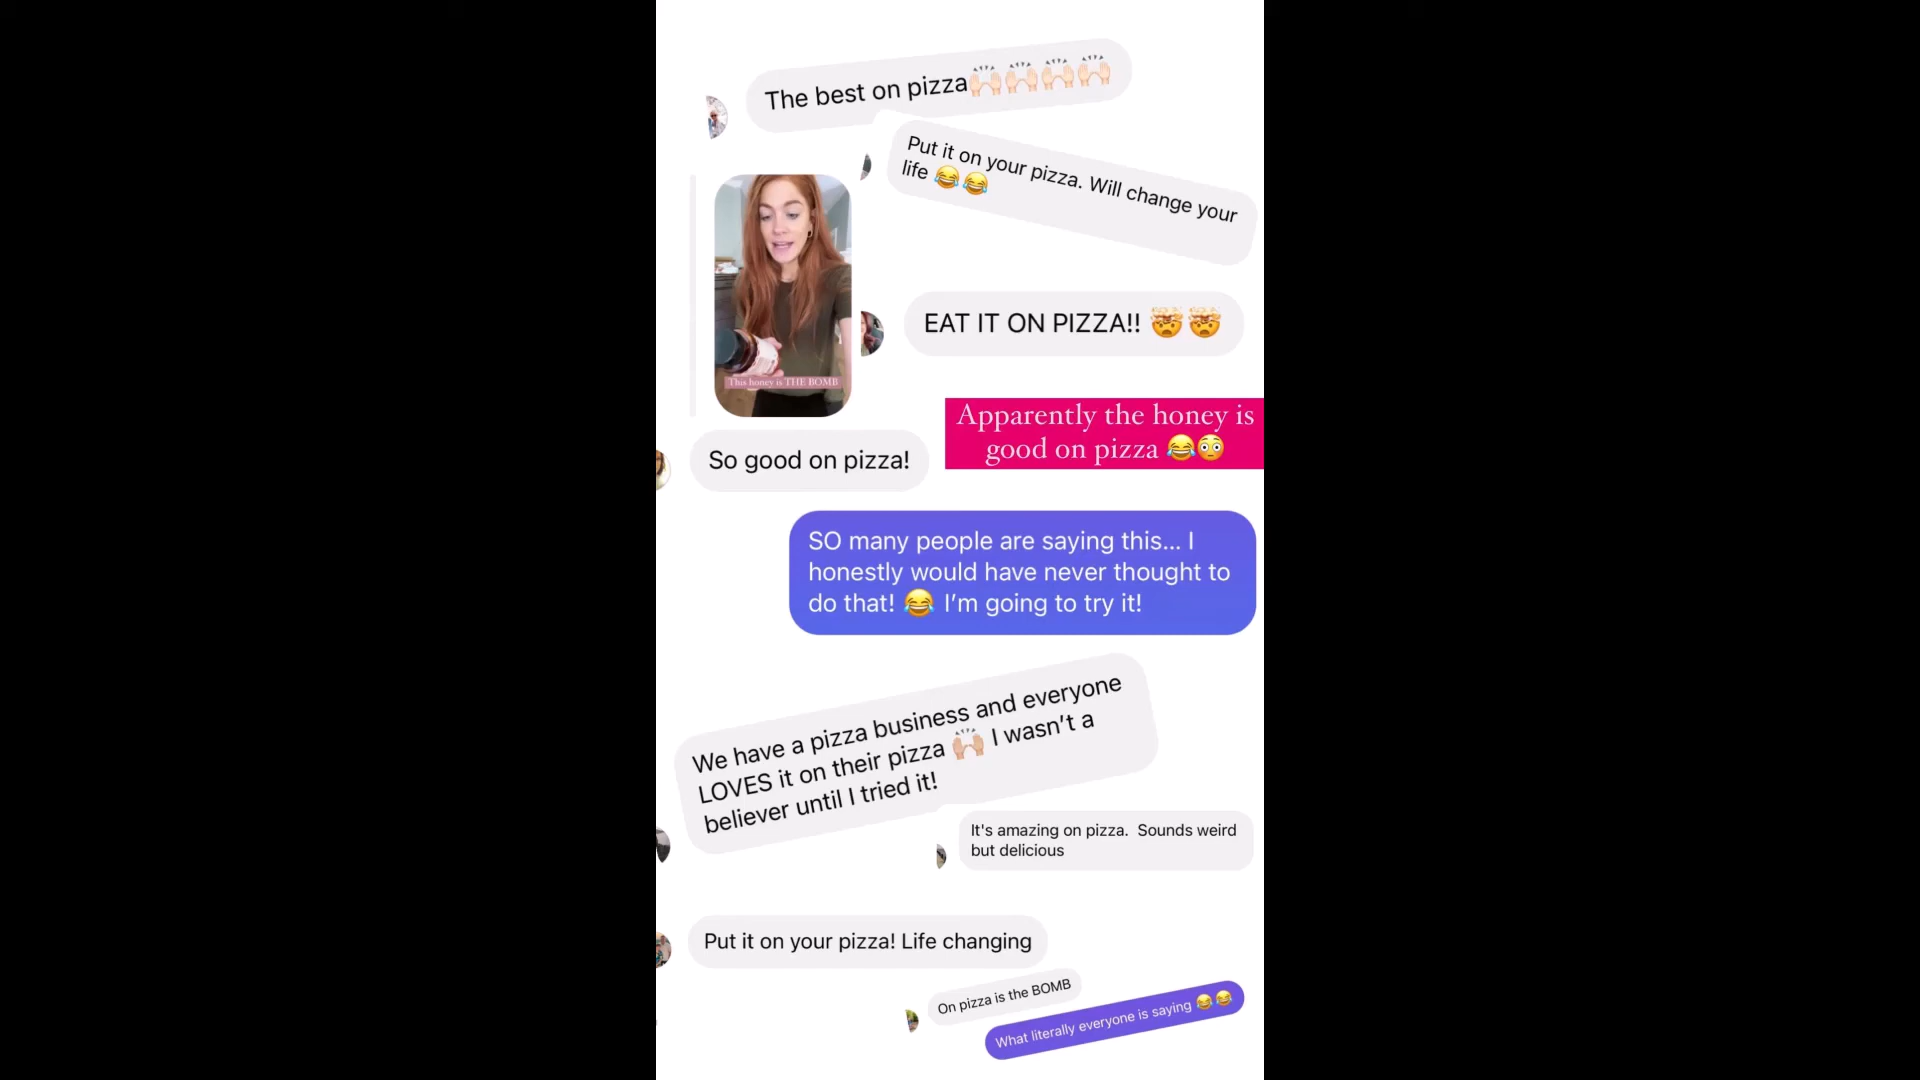 The best on pizza🙌🏻🙌🏻🙌🏻🙌🏻
Put it on your pizza. Will change your
life 😂😂
This honey is THE BOMB
EAT IT ON PIZZA!! 🤯🤯
Apparently the honey is
good on pizza 😂😳
So good on pizza!
SO many people are saying this... I
honestly would have never thought to
do that! 😂 I’m going to try it!
We have a pizza business and everyone
LOVES it on their pizza 🙌🏼 I wasn’t a
believer until I tried it!
It's amazing on pizza.  Sounds weird
but delicious
Put it on your pizza! Life changing
On pizza is the BOMB
What literally everyone is saying 😂😂